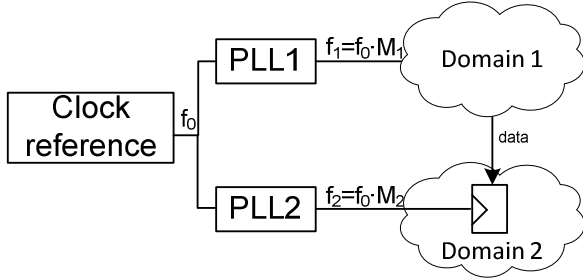 Clock
reference
f₀
PLL1
f₁=f₀·M₁
Domain 1
data
PLL2
f₂=f₀·M₂
Domain 2